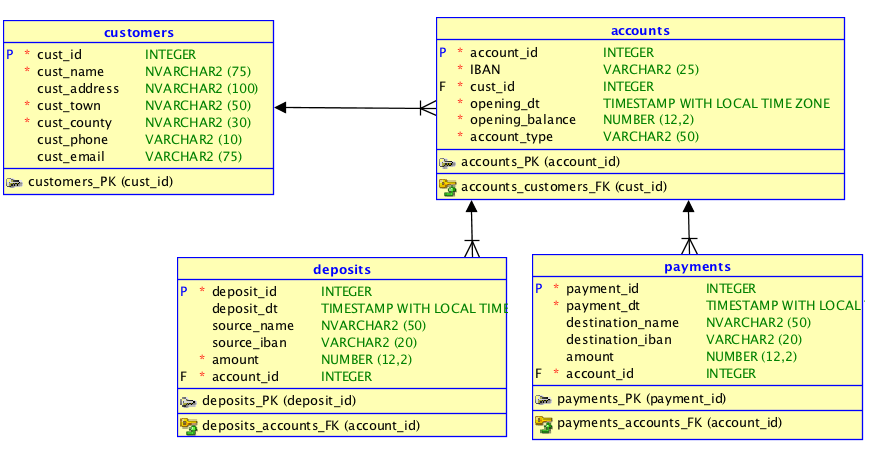 customers
P * cust_id INTEGER
* cust_name NVARCHAR2 (75)
cust_address NVARCHAR2 (100)
* cust_town NVARCHAR2 (50)
* cust_county NVARCHAR2 (30)
cust_phone VARCHAR2 (10)
cust_email VARCHAR2 (75)
customers_PK (cust_id)
accounts
P * account_id INTEGER
* IBAN VARCHAR2 (25)
F * cust_id INTEGER
* opening_dt TIMESTAMP WITH LOCAL TIME ZONE
* opening_balance NUMBER (12,2)
* account_type VARCHAR2 (50)
accounts_PK (account_id)
accounts_customers_FK (cust_id)
deposits
P * deposit_id INTEGER
deposit_dt TIMESTAMP WITH LOCAL TIME
source_name NVARCHAR2 (50)
source_iban VARCHAR2 (20)
* amount NUMBER (12,2)
F * account_id INTEGER
deposits_PK (deposit_id)
deposits_accounts_FK (account_id)
payments
P * payment_id INTEGER
* payment_dt TIMESTAMP WITH LOCAL
destination_name NVARCHAR2 (50)
destination_iban VARCHAR2 (20)
amount NUMBER (12,2)
F * account_id INTEGER
payments_PK (payment_id)
payments_accounts_FK (account_id)